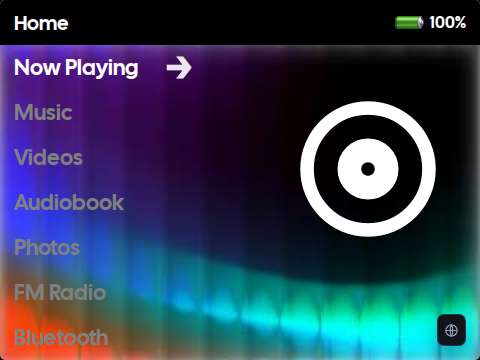 Home
100%
Now Playing
Music
Videos
Audiobook
Photos
FM Radio
Bluetooth